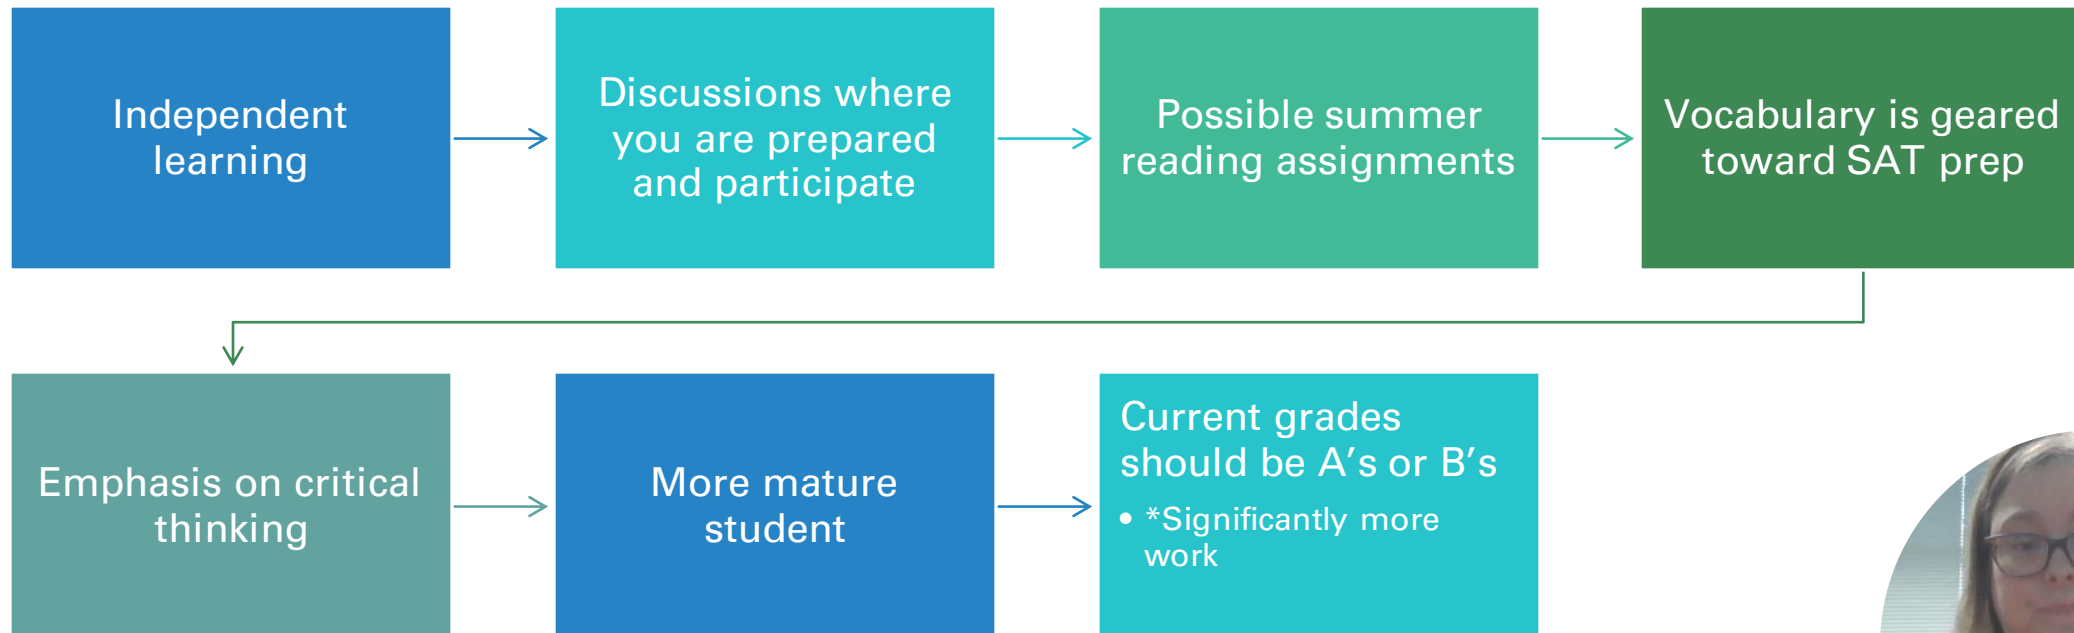 Independent
learning
Discussions where
you are prepared
and participate
Possible summer
reading assignments
Vocabulary is geared
toward SAT prep
Emphasis on critical
thinking
More mature
student
Current grades
should be A's or B's
• *Significantly more
work